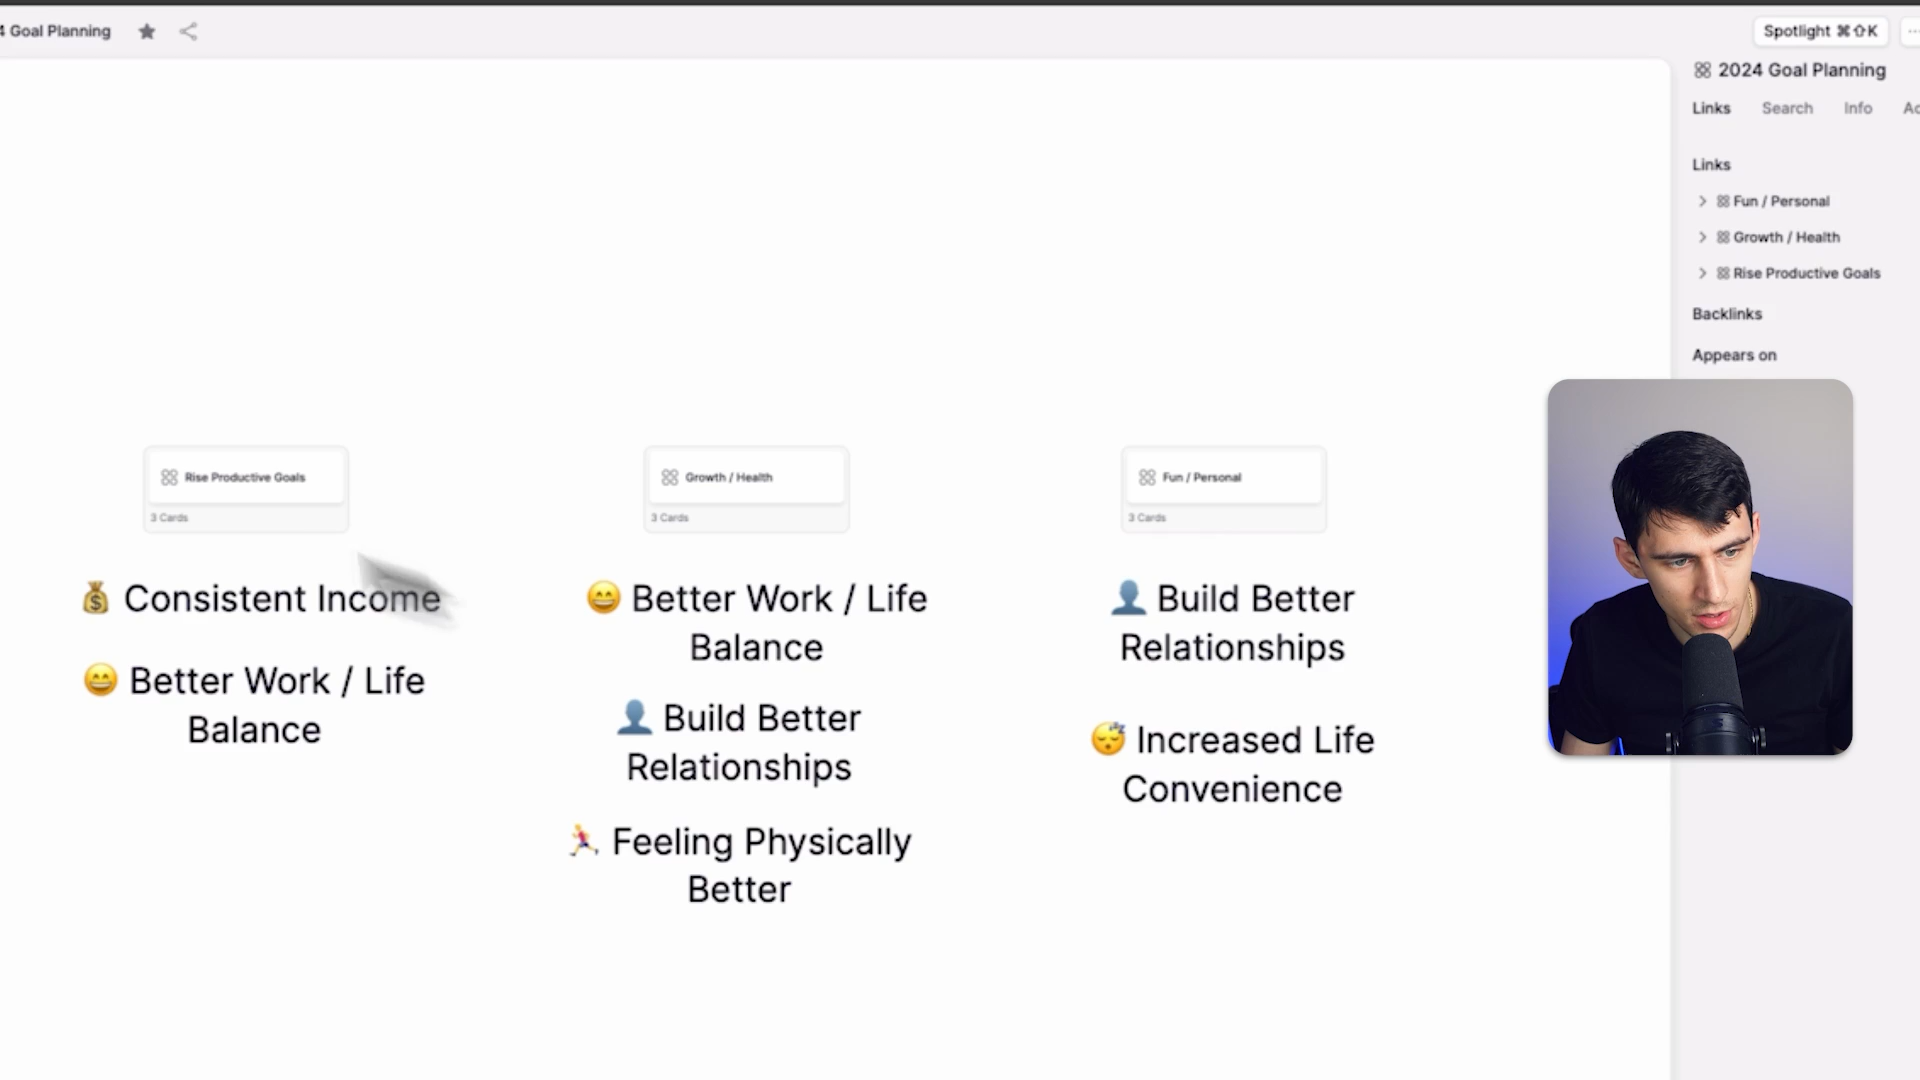 4 Goal Planning
Spotlight ⌘⇧K
2024 Goal Planning
Links Search Info
Links
Fun / Personal
Growth / Health
Rise Productive Goals
Backlinks
Appears on
Rise Productive Goals
3 Cards
💰 Consistent Income
😄 Better Work / Life
Balance
Growth / Health
3 Cards
😄 Better Work / Life
Balance
👤 Build Better
Relationships
🏃‍♀️ Feeling Physically
Better
Fun / Personal
3 Cards
👤 Build Better
Relationships
😴 Increased Life
Convenience